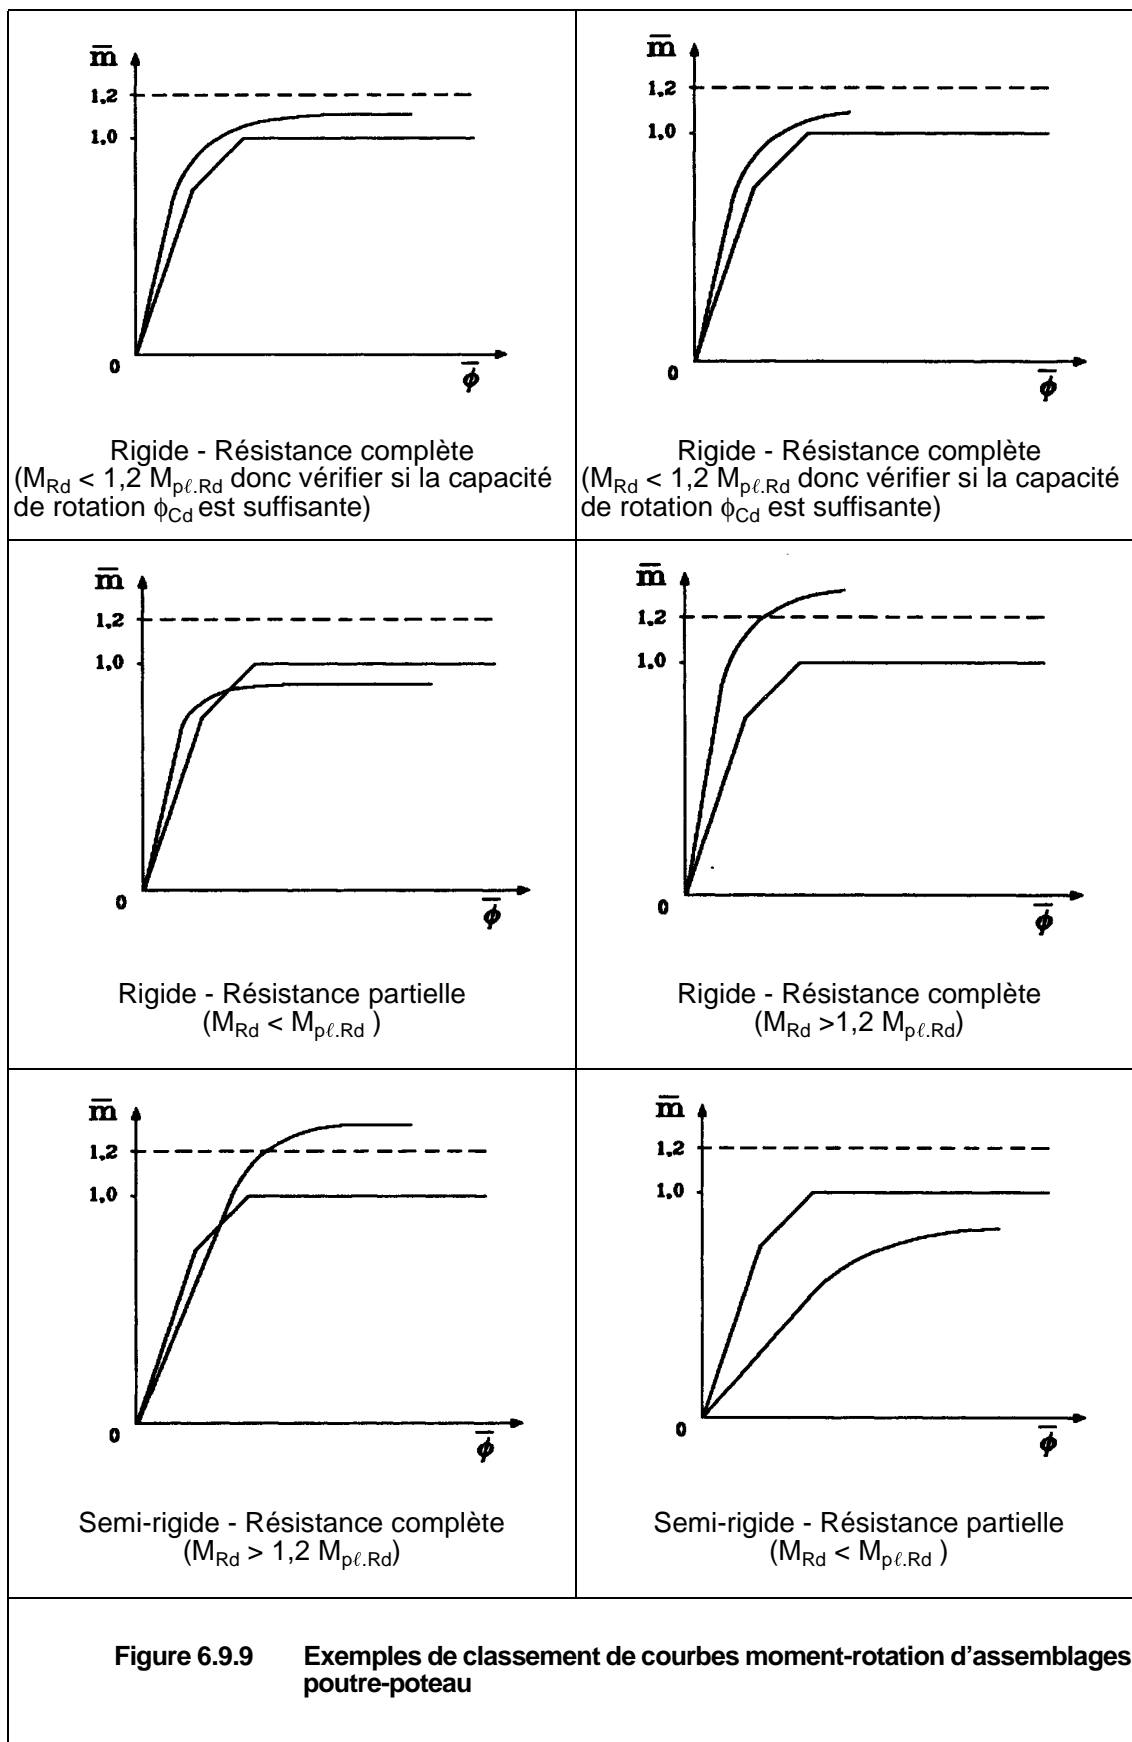 m̅
1,2
1,0
0
ϕ̅
Rigide - Résistance complète
(M_Rd < 1,2 M_pℓ.Rd donc vérifier si la capacité
de rotation ϕ_Cd est suffisante)
m̅
1,2
1,0
0
ϕ̅
Rigide - Résistance complète
(M_Rd < 1,2 M_pℓ.Rd donc vérifier si la capacité
de rotation ϕ_Cd est suffisante)
m̅
1,2
1,0
0
ϕ̅
Rigide - Résistance partielle
(M_Rd < M_pℓ.Rd )
m̅
1,2
1,0
0
ϕ̅
Rigide - Résistance complète
(M_Rd >1,2 M_pℓ.Rd)
m̅
1,2
1,0
0
ϕ̅
Semi-rigide - Résistance complète
(M_Rd > 1,2 M_pℓ.Rd)
m̅
1,2
1,0
0
ϕ̅
Semi-rigide - Résistance partielle
(M_Rd < M_pℓ.Rd )
Figure 6.9.9 Exemples de classement de courbes moment-rotation d’assemblages
poutre-poteau